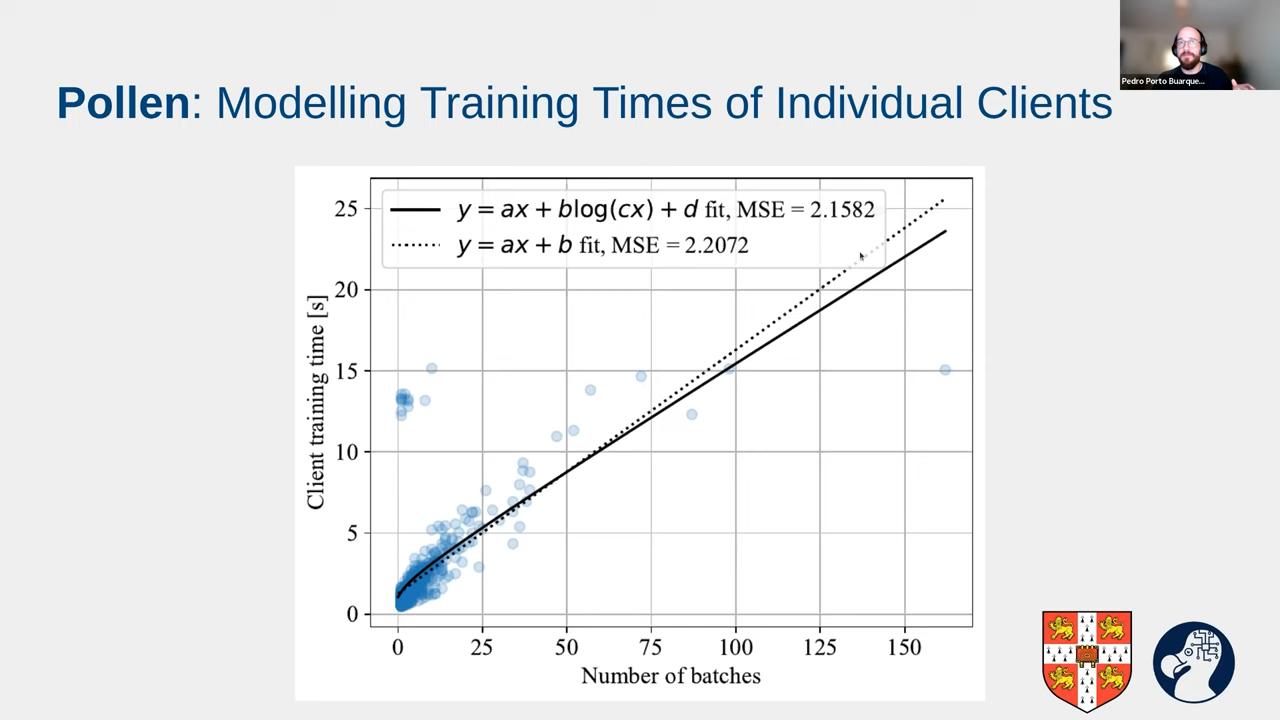 Pedro Porto Buarque...
Pollen: Modelling Training Times of Individual Clients
y = ax + blog(cx) + d fit, MSE = 2.1582
y = ax + b fit, MSE = 2.2072
Client training time [s]
25
20
15
10
5
0
0 25 50 75 100 125 150
Number of batches